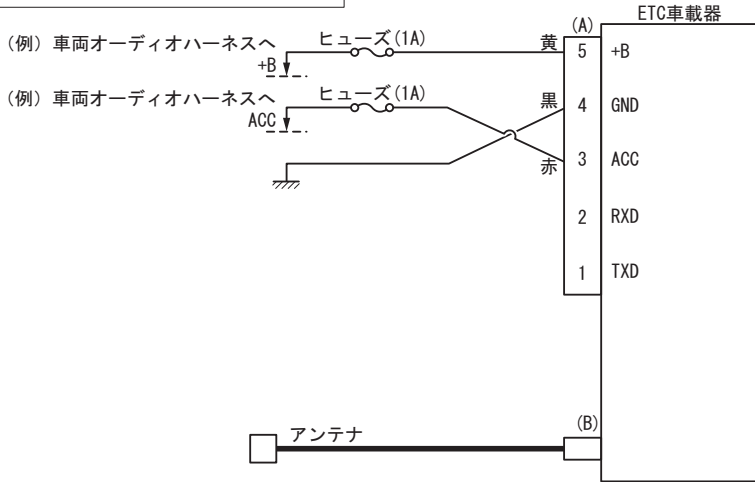 ETC車載器
(A)
(例) 車両オーディオハーネスへ ヒューズ(1A) 黄 5 +B
+B
(例) 車両オーディオハーネスへ ヒューズ(1A) 黒 4 GND
ACC
赤 3 ACC
2 RXD
1 TXD
(B)
アンテナ